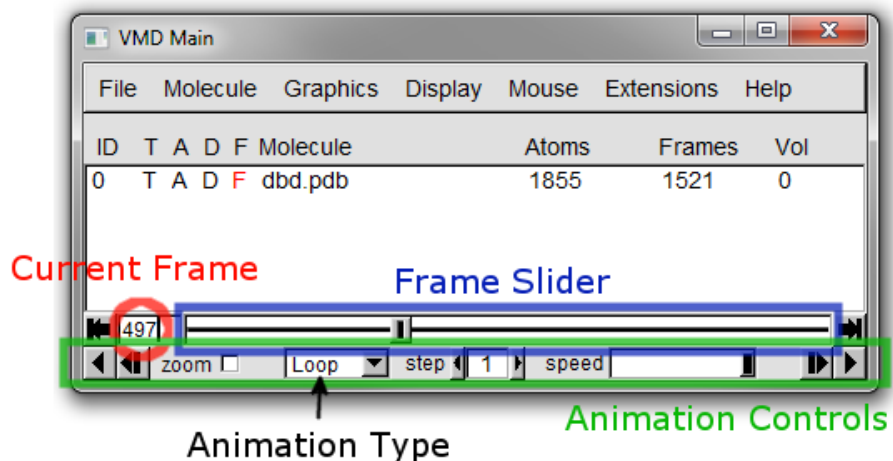 VMD Main
File Molecule Graphics Display Mouse Extensions Help
ID T A D F Molecule Atoms Frames Vol
0 T A D F dbd.pdb 1855 1521 0
Current Frame
Frame Slider
497
zoom Loop step 1 speed
Animation Controls
Animation Type